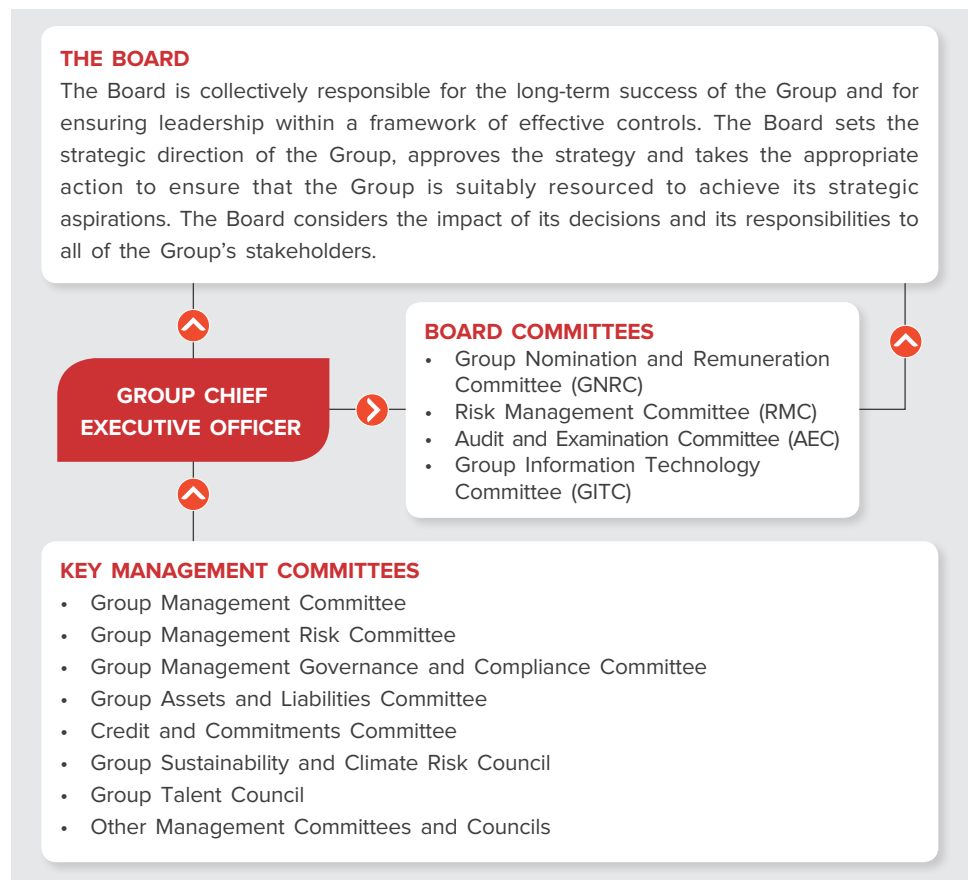 THE BOARD
The Board is collectively responsible for the long-term success of the Group and for
ensuring leadership within a framework of effective controls. The Board sets the
strategic direction of the Group, approves the strategy and takes the appropriate
action to ensure that the Group is suitably resourced to achieve its strategic
aspirations. The Board considers the impact of its decisions and its responsibilities to
all of the Group’s stakeholders.
GROUP CHIEF
EXECUTIVE OFFICER
BOARD COMMITTEES
• Group Nomination and Remuneration
Committee (GNRC)
• Risk Management Committee (RMC)
• Audit and Examination Committee (AEC)
• Group Information Technology
Committee (GITC)
KEY MANAGEMENT COMMITTEES
• Group Management Committee
• Group Management Risk Committee
• Group Management Governance and Compliance Committee
• Group Assets and Liabilities Committee
• Credit and Commitments Committee
• Group Sustainability and Climate Risk Council
• Group Talent Council
• Other Management Committees and Councils